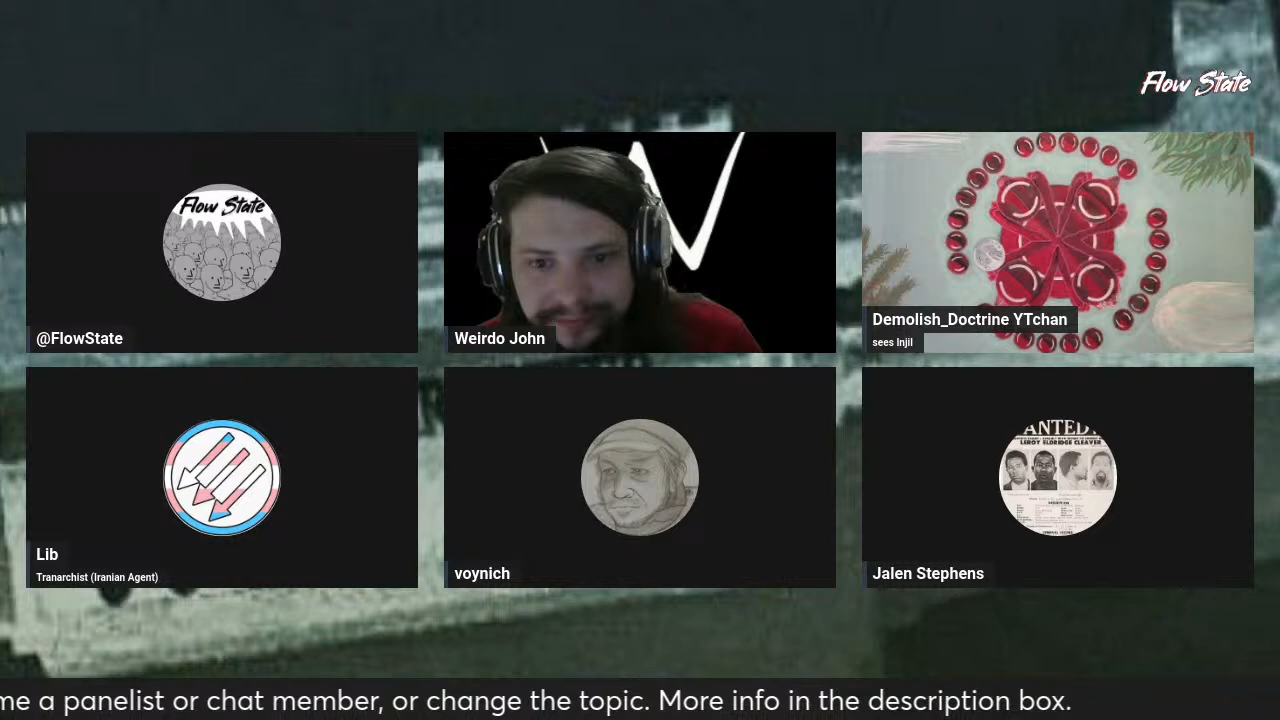 Flow State
Flow State
@FlowState
W
Weirdo John
Demolish_Doctrine YTchan
sees Injil
Lib
Tranarchist (Iranian Agent)
voynich
WANTED
LEROY ELDRIDGE CLEAVER
Jalen Stephens
me a panelist or chat member, or change the topic. More info in the description box.